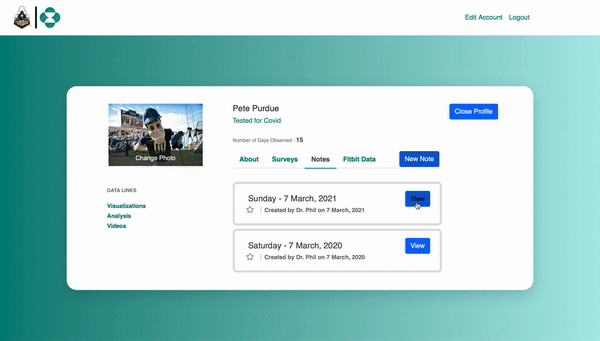 Edit Account Logout
Pete Purdue
Close Profile
Tested for Covid
Number of Days Observed : 15
Change Photo
About Surveys Notes Fitbit Data New Note
DATA LINKS
Visualizations
Analysis
Videos
Sunday - 7 March, 2021
View
Created by Dr. Phil on 7 March, 2021
Saturday - 7 March, 2020
View
Created by Dr. Phil on 7 March, 2020